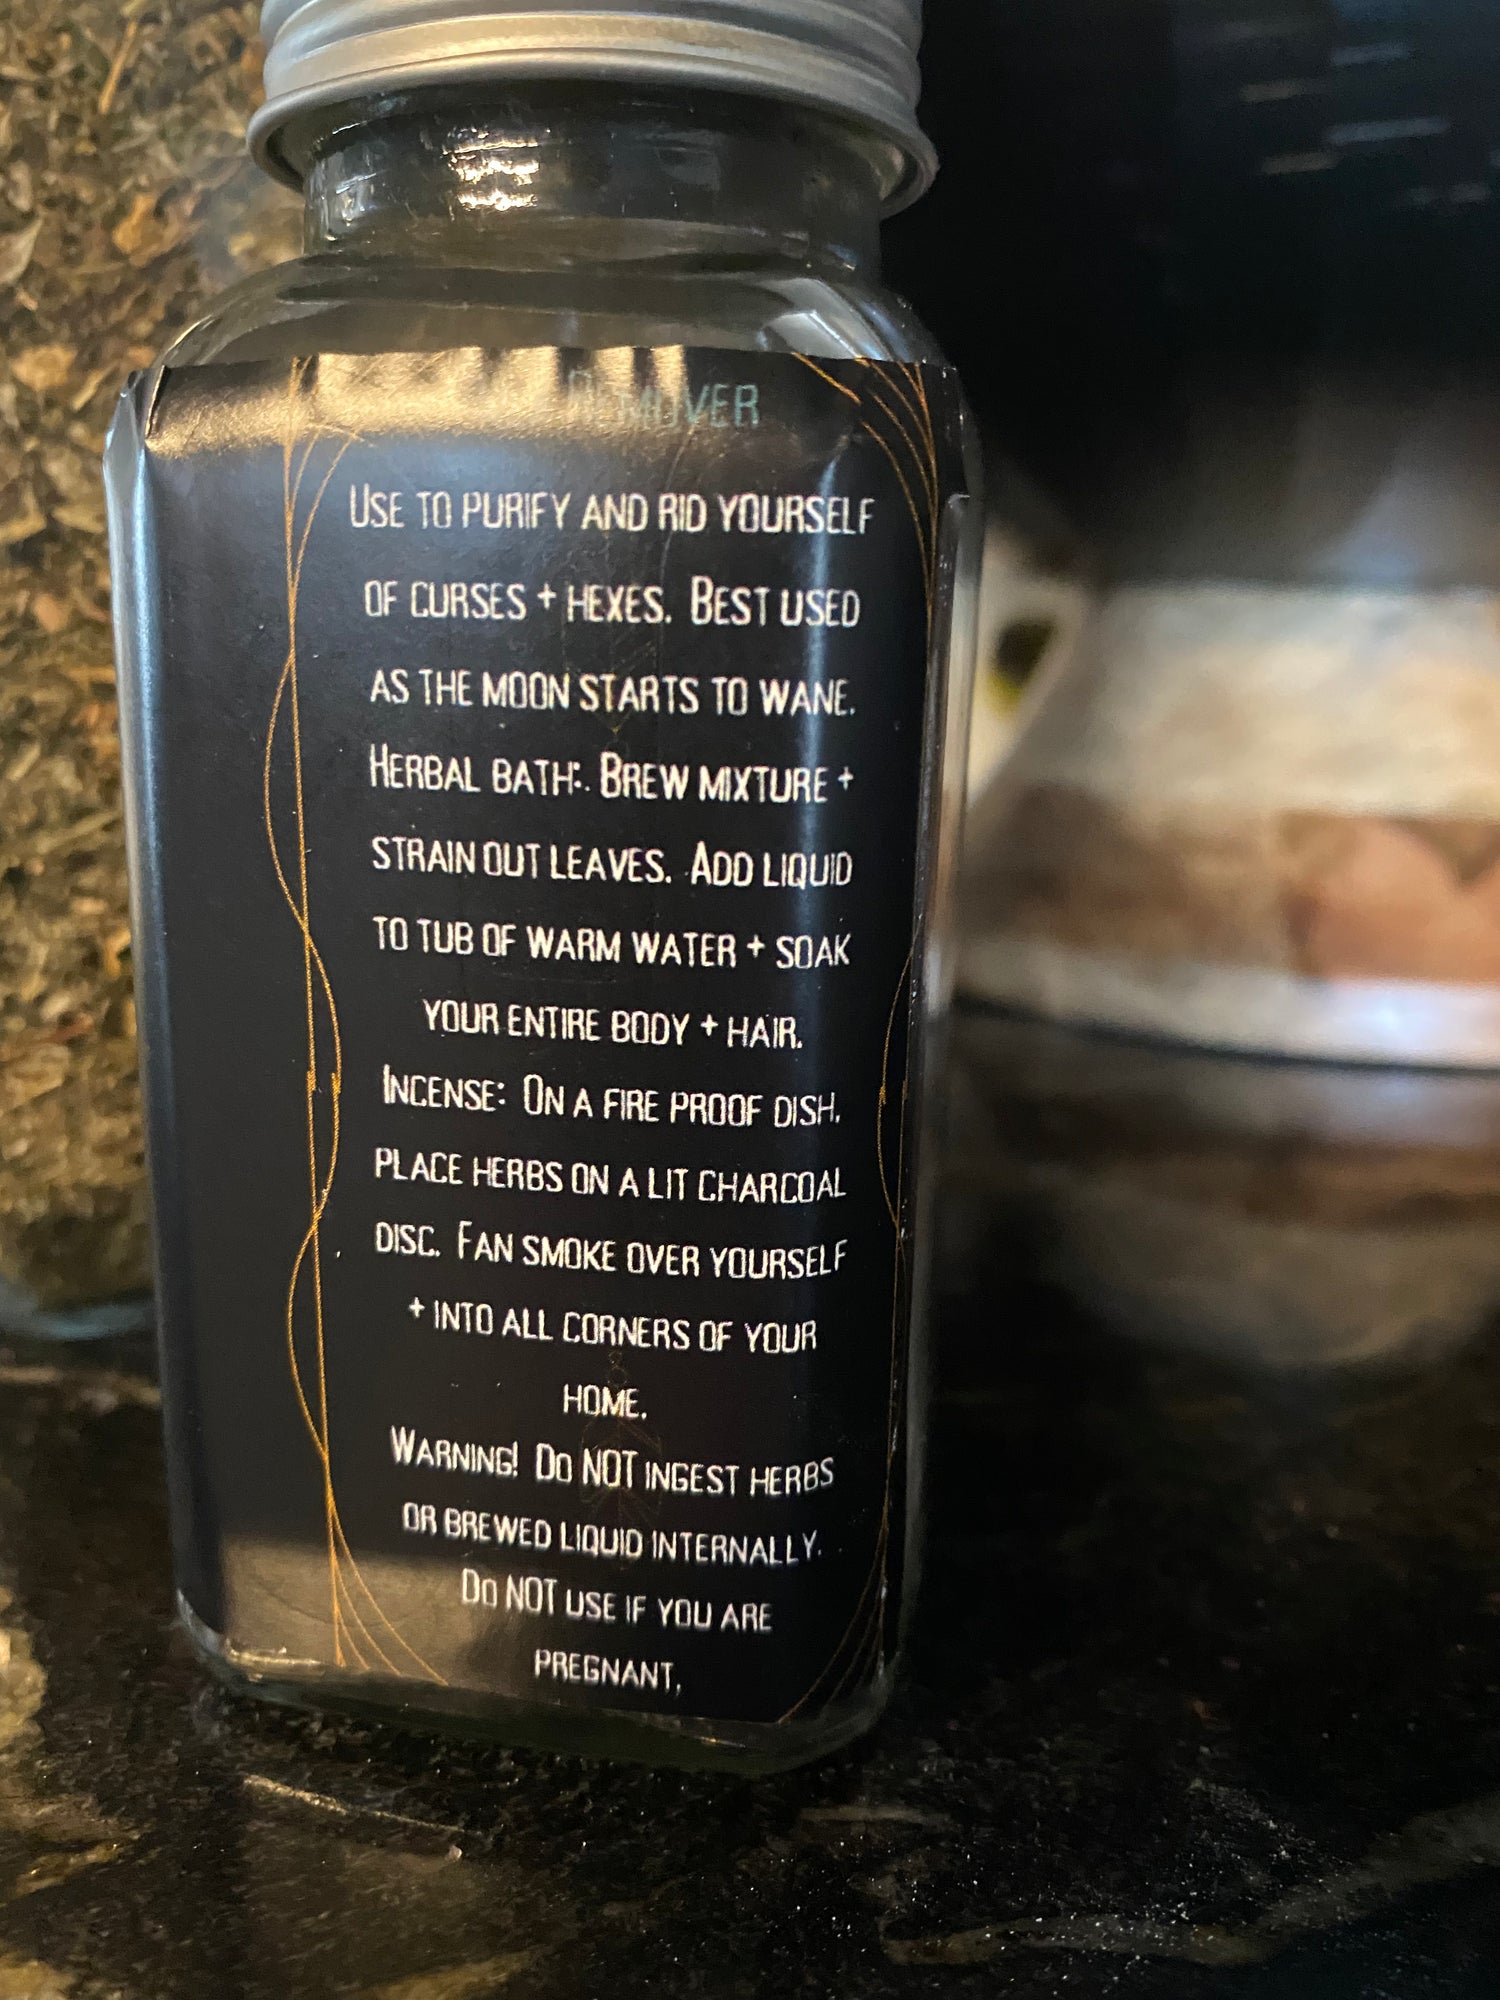 Remover
Use to purify and rid yourself
of curses + hexes. Best used
as the moon starts to wane.
Herbal bath:. Brew mixture +
strain out leaves. Add liquid
to tub of warm water + soak
your entire body + hair.
Incense: On a fire proof dish,
place herbs on a lit charcoal
disc. Fan smoke over yourself
+ into all corners of your
home.
Warning! Do NOT ingest herbs
or brewed liquid internally.
Do NOT use if you are
pregnant,